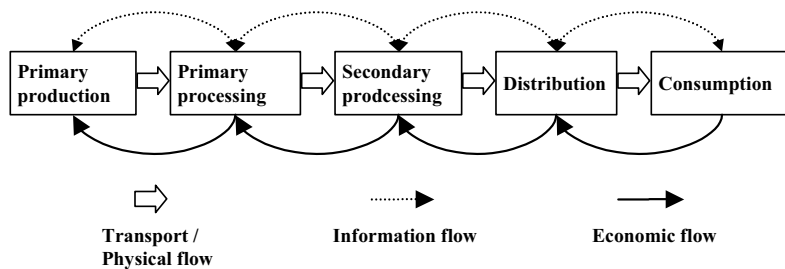 Primary
production
Primary
processing
Secondary
prodcessing
Distribution
Consumption
Transport /
Physical flow
Information flow
Economic flow